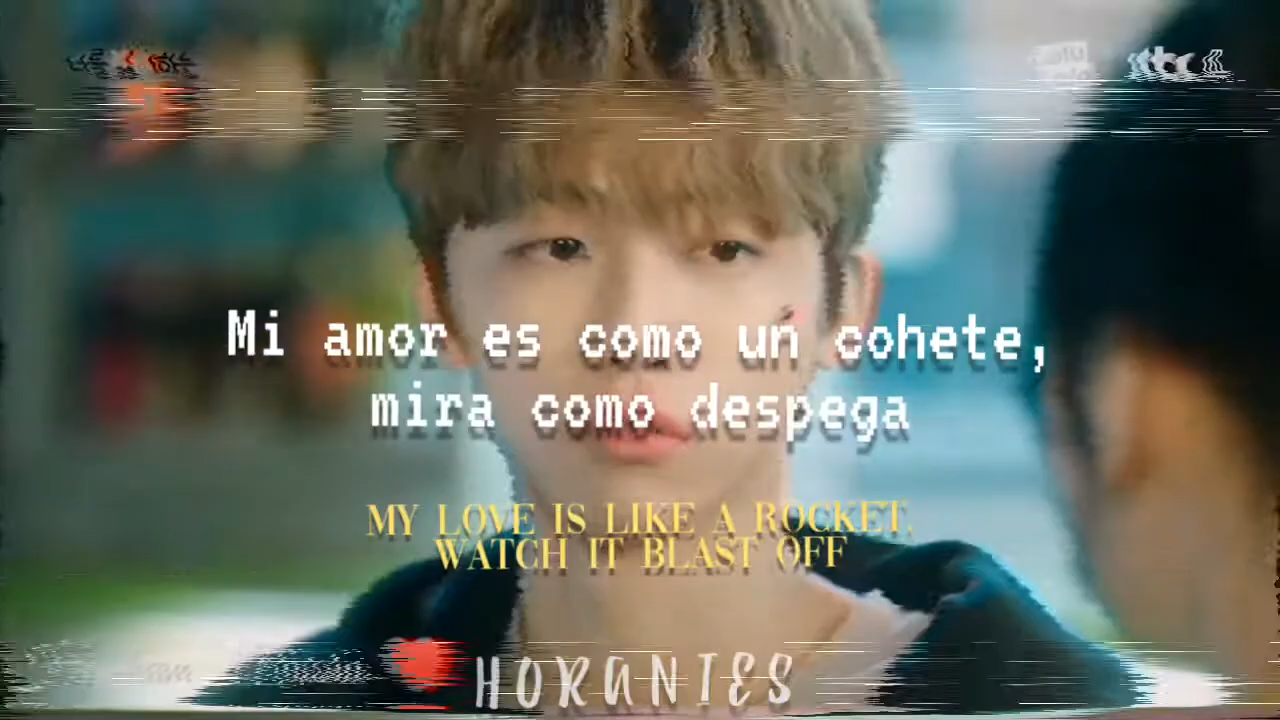 Mi amor es como un cohete,
mira como despega
MY LOVE IS LIKE A ROCKET,
WATCH IT BLAST OFF
HORANIES